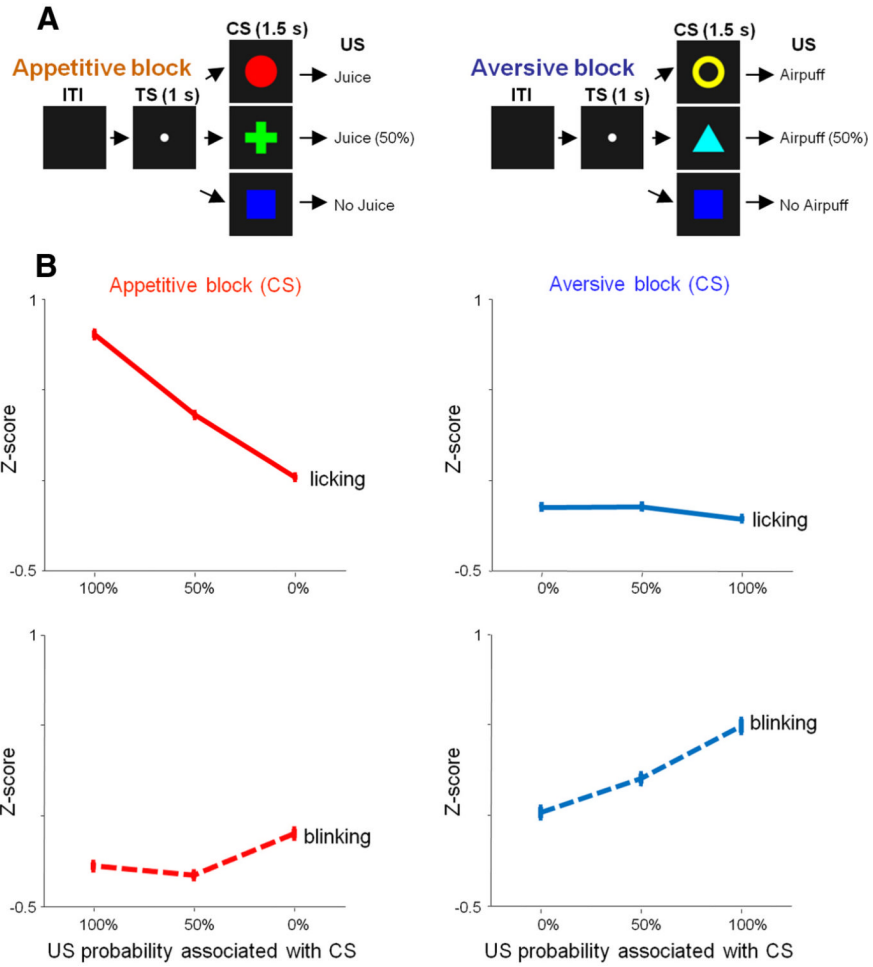 A
Appetitive block
ITI
TS (1 s)
CS (1.5 s)
US
Juice
Juice (50%)
No Juice
Aversive block
ITI
TS (1 s)
CS (1.5 s)
US
Airpuff
Airpuff (50%)
No Airpuff
B
Appetitive block (CS)
1
Z-score
-0.5
licking
100% 50% 0%
Aversive block (CS)
1
Z-score
-0.5
licking
0% 50% 100%
1
Z-score
-0.5
blinking
100% 50% 0%
US probability associated with CS
1
Z-score
-0.5
blinking
0% 50% 100%
US probability associated with CS